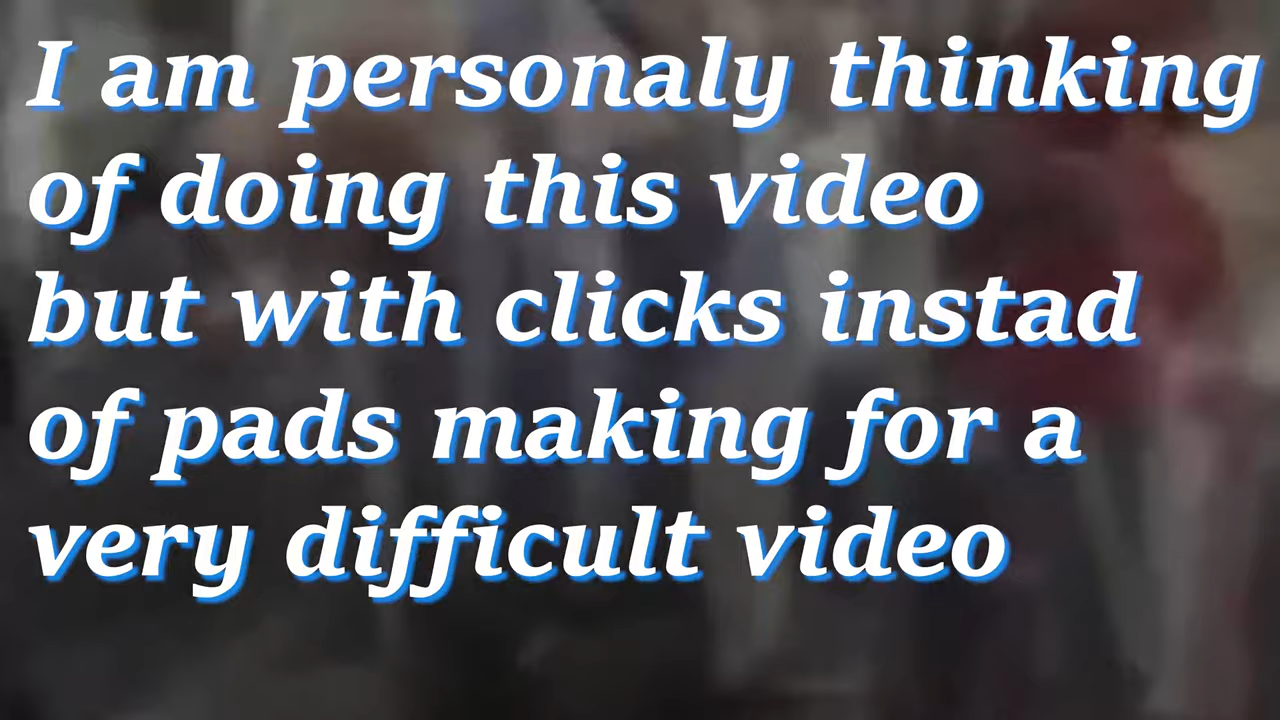 I am personaly thinking
of doing this video
but with clicks instad
of pads making for a
very difficult video